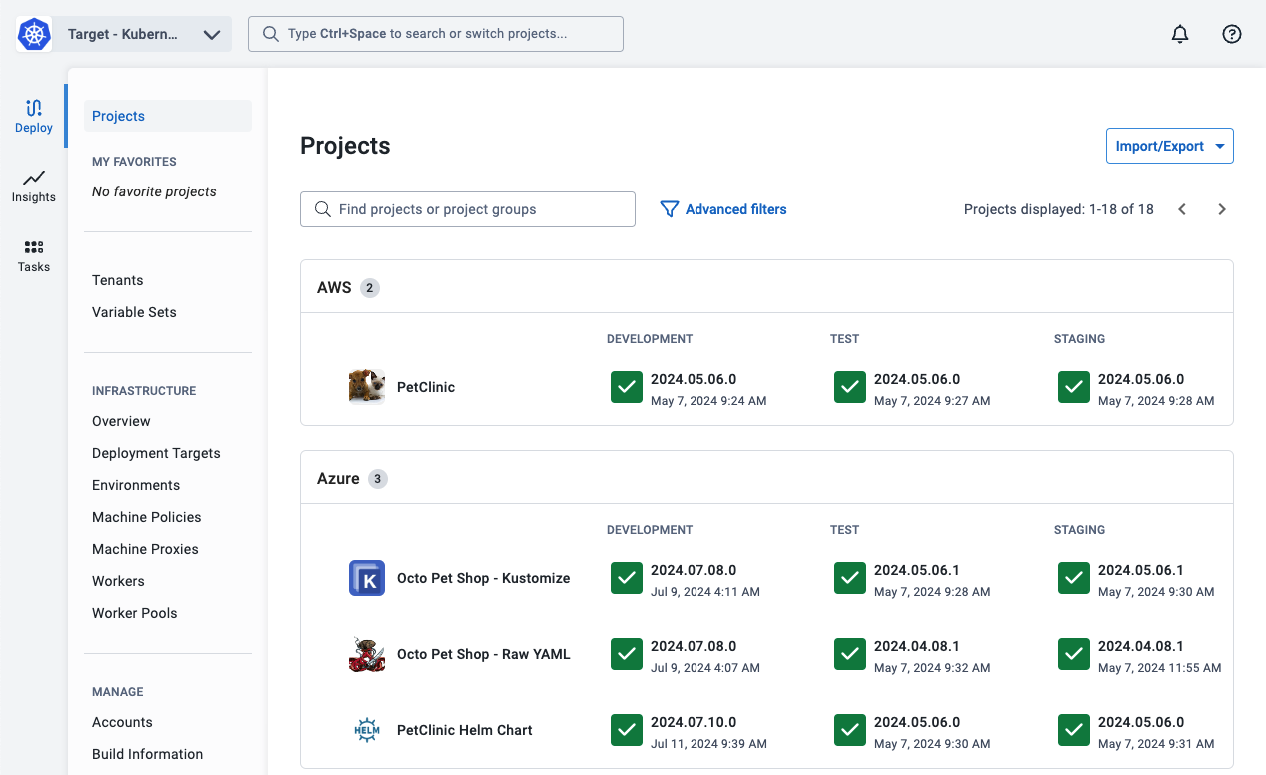 Target - Kubern...
Type Ctrl+Space to search or switch projects...
Deploy
Insights
Tasks
Projects
MY FAVORITES
No favorite projects
Tenants
Variable Sets
INFRASTRUCTURE
Overview
Deployment Targets
Environments
Machine Policies
Machine Proxies
Workers
Worker Pools
MANAGE
Accounts
Build Information
Projects
Import/Export
Find projects or project groups
Advanced filters
Projects displayed: 1-18 of 18
AWS 2
DEVELOPMENT TEST STAGING
PetClinic
2024.05.06.0 2024.05.06.0 2024.05.06.0
May 7, 2024 9:24 AM May 7, 2024 9:27 AM May 7, 2024 9:28 AM
Azure 3
DEVELOPMENT TEST STAGING
K Octo Pet Shop - Kustomize
2024.07.08.0 2024.05.06.1 2024.05.06.1
Jul 9, 2024 4:11 AM May 7, 2024 9:28 AM May 7, 2024 9:30 AM
Octo Pet Shop - Raw YAML
2024.07.08.0 2024.04.08.1 2024.04.08.1
Jul 9, 2024 4:07 AM May 7, 2024 9:32 AM May 7, 2024 11:55 AM
HELM PetClinic Helm Chart
2024.07.10.0 2024.05.06.0 2024.05.06.0
Jul 11, 2024 9:39 AM May 7, 2024 9:30 AM May 7, 2024 9:31 AM